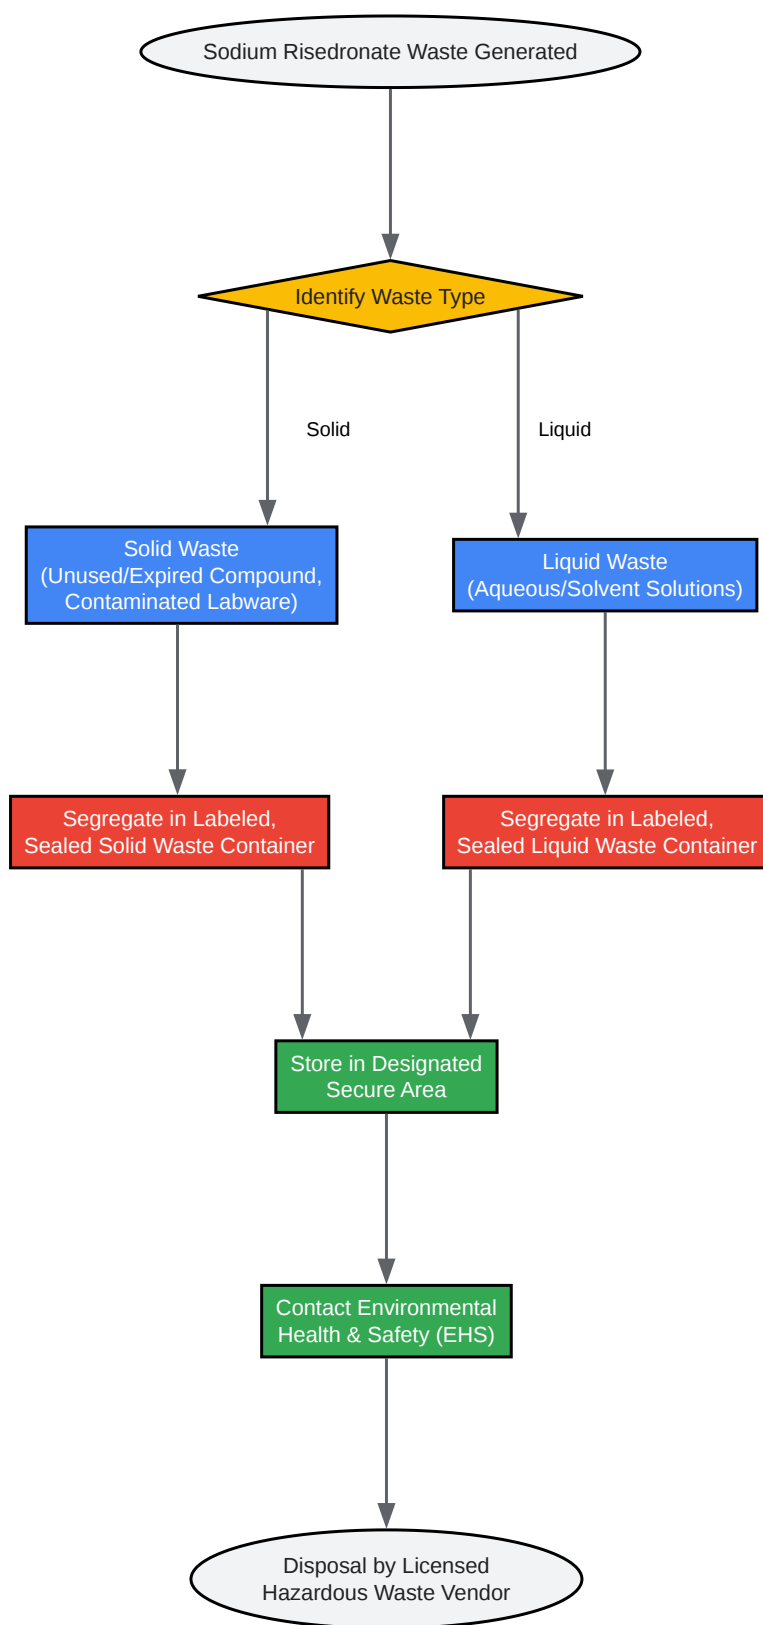 Sodium Risedronate Waste Generated
Identify Waste Type
Solid
Liquid
Solid Waste
(Unused/Expired Compound,
Contaminated Labware)
Liquid Waste
(Aqueous/Solvent Solutions)
Segregate in Labeled,
Sealed Solid Waste Container
Segregate in Labeled,
Sealed Liquid Waste Container
Store in Designated
Secure Area
Contact Environmental
Health & Safety (EHS)
Disposal by Licensed
Hazardous Waste Vendor